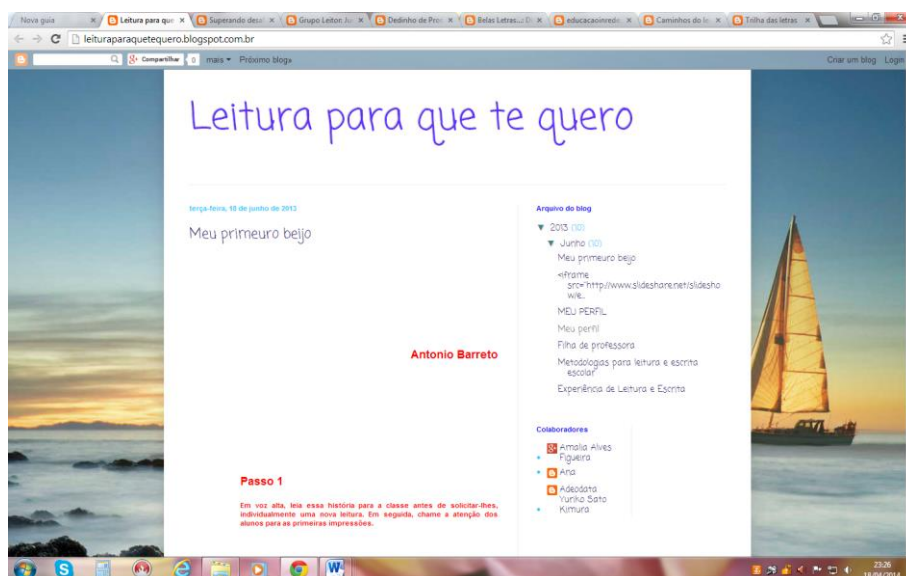 Nova guia
Leitura para que
Superando desa
Grupo Leitor: Ju
Dedinho de Pro
Belas Letras...: D
educacaoinrede
Caminhos do le
Trilha das letras
leituraparaquetequero.blogspot.com.br
Compartilhar 0 mais Próximo blog»
Criar um blog Login
Leitura para que te quero
terça-feira, 18 de junho de 2013
Meu primeuro beijo
Antonio Barreto
Passo 1
Em voz alta, leia essa história para a classe antes de solicitar-lhes,
individualmente uma nova leitura. Em seguida, chame a atenção dos
alunos para as primeiras impressões.
Arquivo do blog
▼ 2013 (10)
▼ Junho (10)
Meu primeuro beijo
<iframe
src="http://www.slideshare.net/slidesho
w/e...
MEU PERFIL
Meu perfil
Filha de professora
Metodologias para leitura e escrita
escolar
Experiência de Leitura e Escrita
Colaboradores
Amalia Alves
Figueira
Ana
Adeodata
Yuriko Sato
Kimura
23:26
18/04/2014